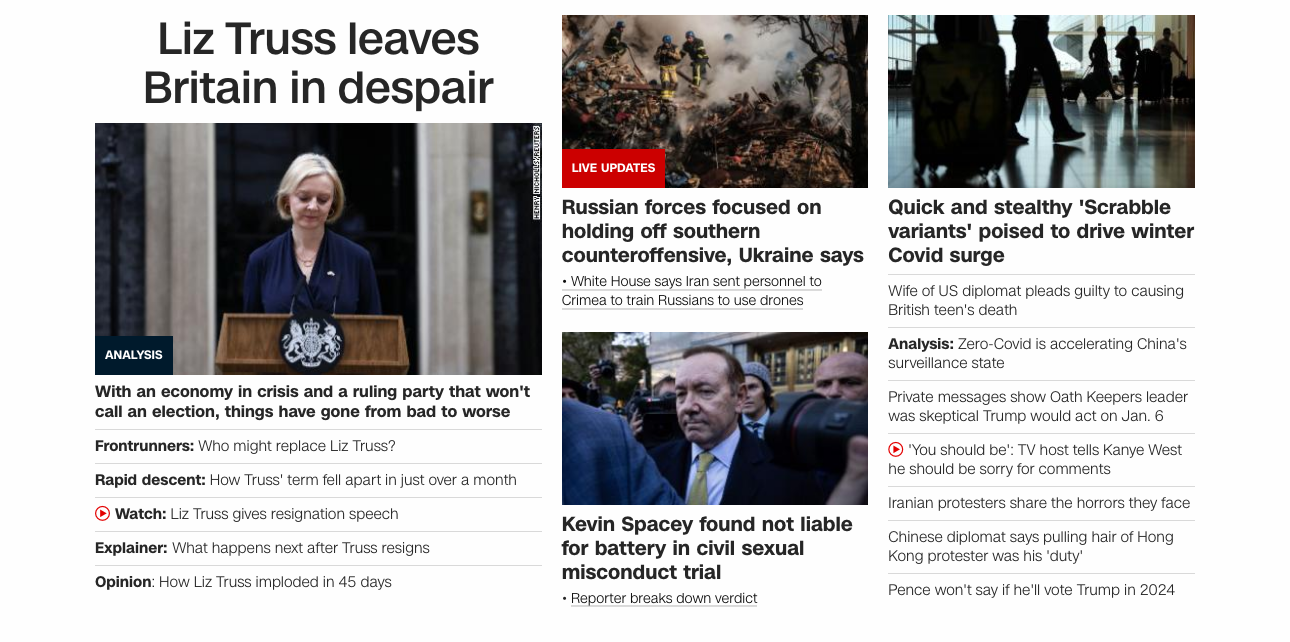 Liz Truss leaves
Britain in despair
HENRY NICHOLLS/REUTERS
ANALYSIS
With an economy in crisis and a ruling party that won't
call an election, things have gone from bad to worse
Frontrunners: Who might replace Liz Truss?
Rapid descent: How Truss' term fell apart in just over a month
Watch: Liz Truss gives resignation speech
Explainer: What happens next after Truss resigns
Opinion: How Liz Truss imploded in 45 days
LIVE UPDATES
Russian forces focused on
holding off southern
counteroffensive, Ukraine says
• White House says Iran sent personnel to
Crimea to train Russians to use drones
Kevin Spacey found not liable
for battery in civil sexual
misconduct trial
• Reporter breaks down verdict
Quick and stealthy 'Scrabble
variants' poised to drive winter
Covid surge
Wife of US diplomat pleads guilty to causing
British teen's death
Analysis: Zero-Covid is accelerating China's
surveillance state
Private messages show Oath Keepers leader
was skeptical Trump would act on Jan. 6
'You should be': TV host tells Kanye West
he should be sorry for comments
Iranian protesters share the horrors they face
Chinese diplomat says pulling hair of Hong
Kong protester was his 'duty'
Pence won't say if he'll vote Trump in 2024